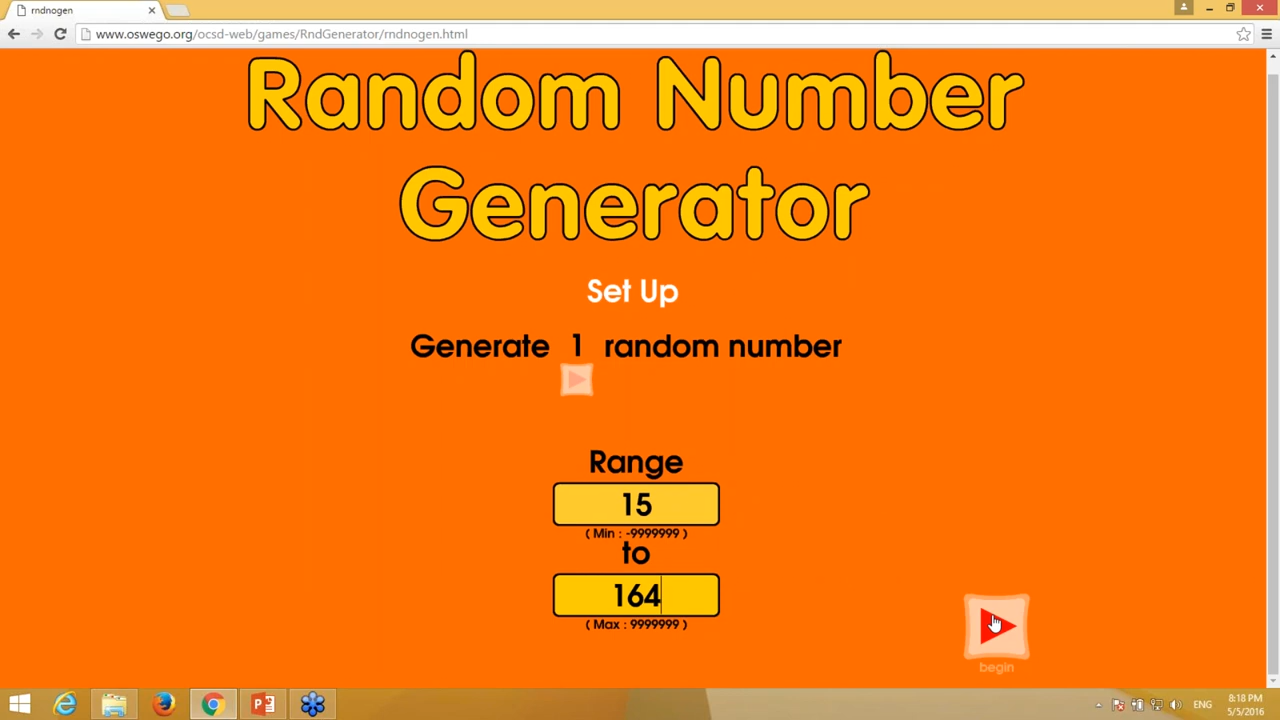 rndnogen
www.oswego.org/ocsd-web/games/RndGenerator/rndnogen.html
Random Number
Generator
Set Up
Generate 1 random number
Range
15
( Min : -9999999 )
to
164
( Max : 9999999 )
begin
ENG
8:18 PM
5/5/2016